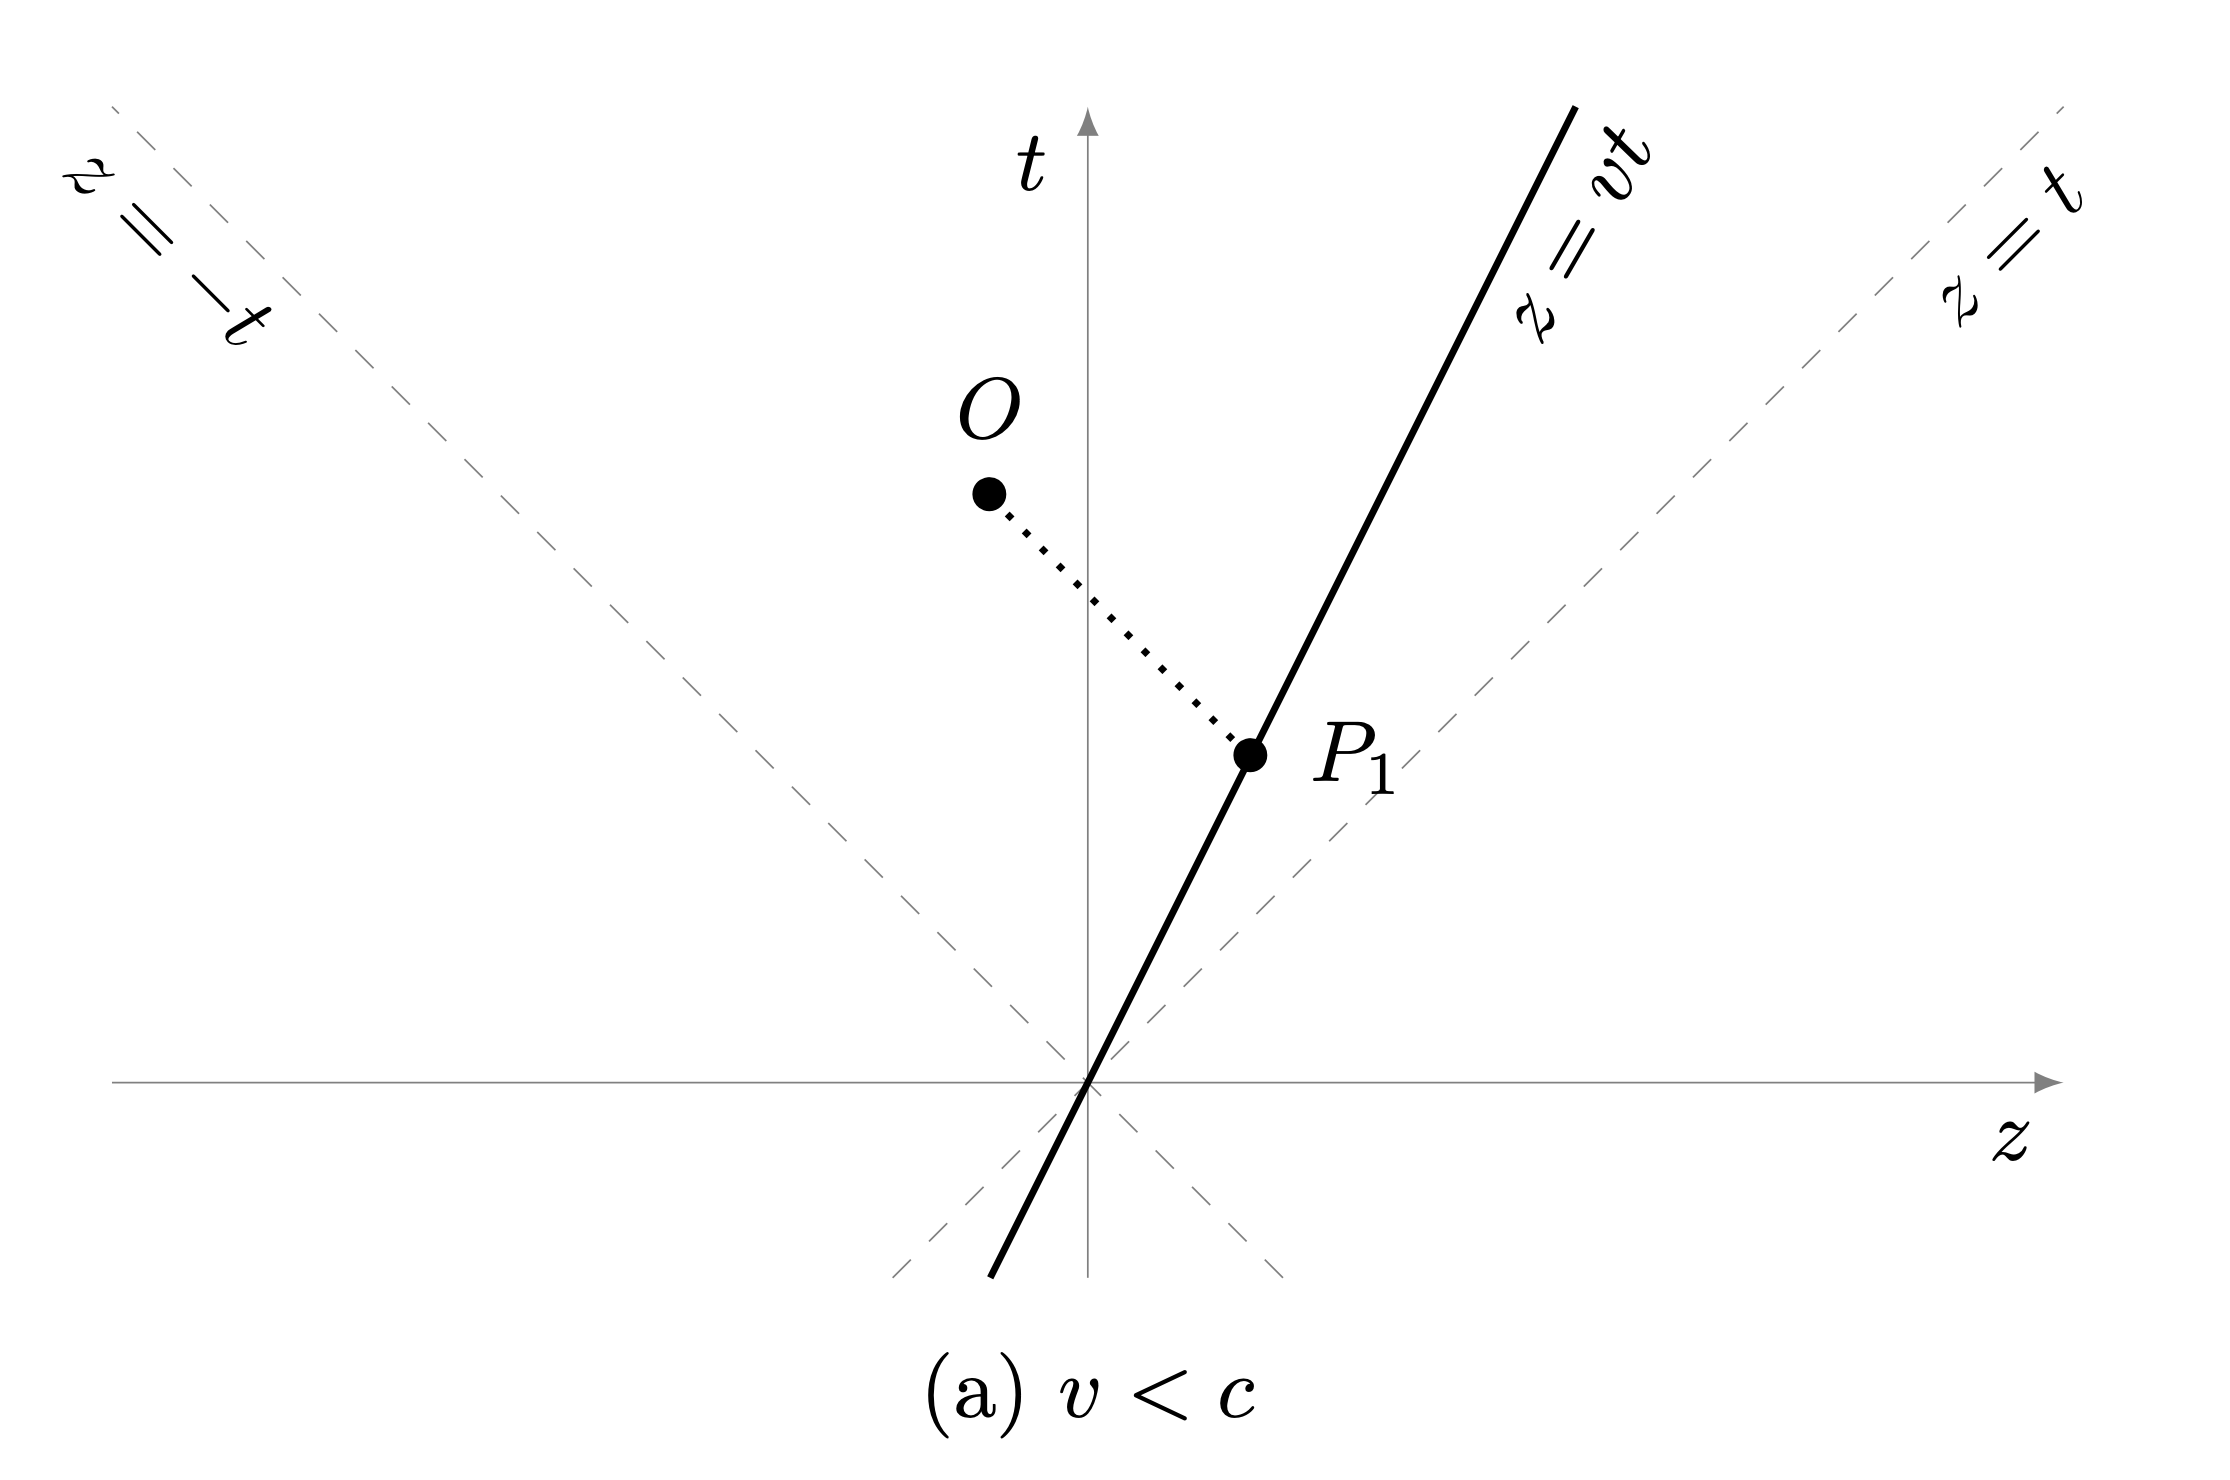 t
z = −t
z = vt
z = t
O
P₁
z
(a) v < c